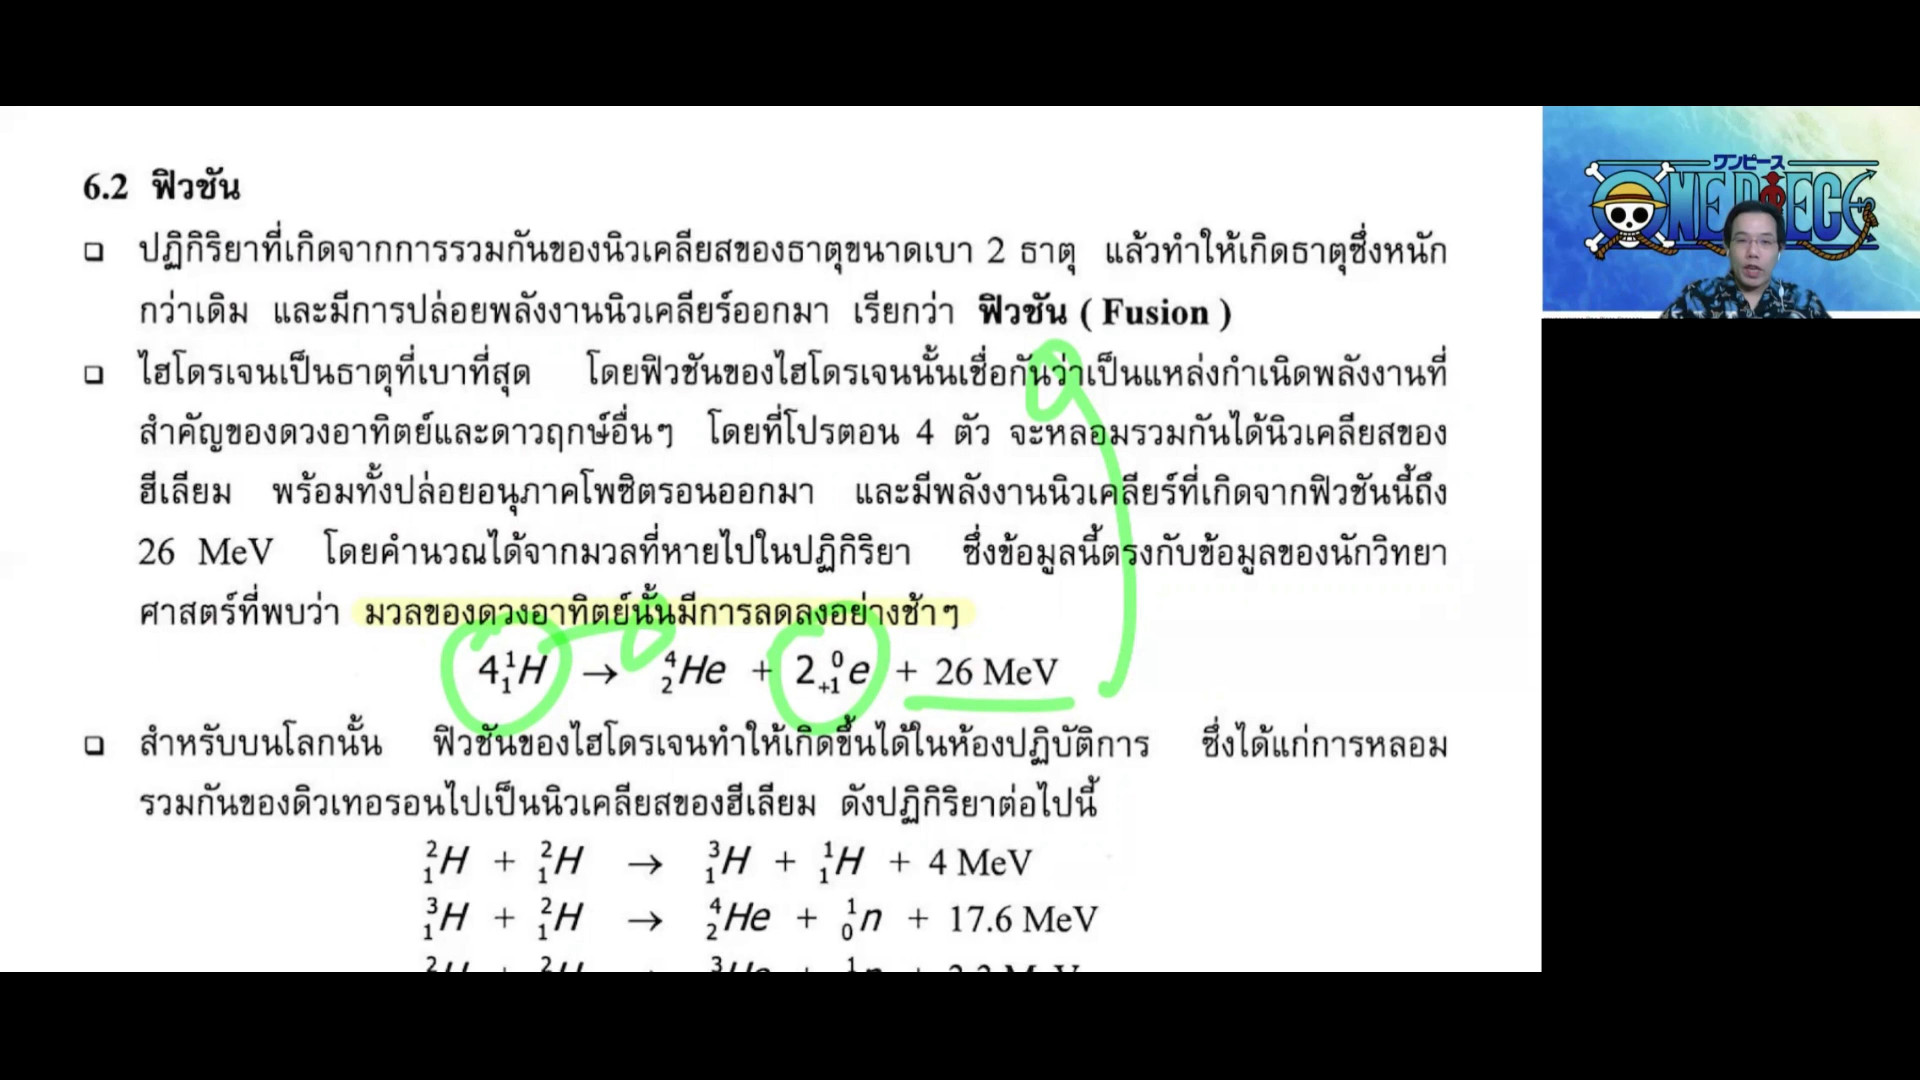 6.2 ฟิวชัน
❑ ปฏิกิริยาที่เกิดจากการรวมกันของนิวเคลียสของธาตุขนาดเบา 2 ธาตุ แล้วทำให้เกิดธาตุซึ่งหนัก
กว่าเดิม และมีการปล่อยพลังงานนิวเคลียร์ออกมา เรียกว่า ฟิวชัน ( Fusion )
❑ ไฮโดรเจนเป็นธาตุที่เบาที่สุด โดยฟิวชันของไฮโดรเจนนั้นเชื่อกันว่าเป็นแหล่งกำเนิดพลังงานที่
สำคัญของดวงอาทิตย์และดาวฤกษ์อื่นๆ โดยที่โปรตอน 4 ตัว จะหลอมรวมกันได้นิวเคลียสของ
ฮีเลียม พร้อมทั้งปล่อยอนุภาคโพซิตรอนออกมา และมีพลังงานนิวเคลียร์ที่เกิดจากฟิวชันนี้ถึง
26 MeV โดยคำนวณได้จากมวลที่หายไปในปฏิกิริยา ซึ่งข้อมูลนี้ตรงกับข้อมูลของนักวิทยา
ศาสตร์ที่พบว่า มวลของดวงอาทิตย์นั้นมีการลดลงอย่างช้าๆ
4 ¹₁H → ⁴₂He + 2 ⁰₊₁e + 26 MeV
❑ สำหรับบนโลกนั้น ฟิวชันของไฮโดรเจนทำให้เกิดขึ้นได้ในห้องปฏิบัติการ ซึ่งได้แก่การหลอม
รวมกันของดิวเทอรอนไปเป็นนิวเคลียสของฮีเลียม ดังปฏิกิริยาต่อไปนี้
²₁H + ²₁H → ³₁H + ¹₁H + 4 MeV
³₁H + ²₁H → ⁴₂He + ¹₀n + 17.6 MeV
ワンピース
ONE PIECE